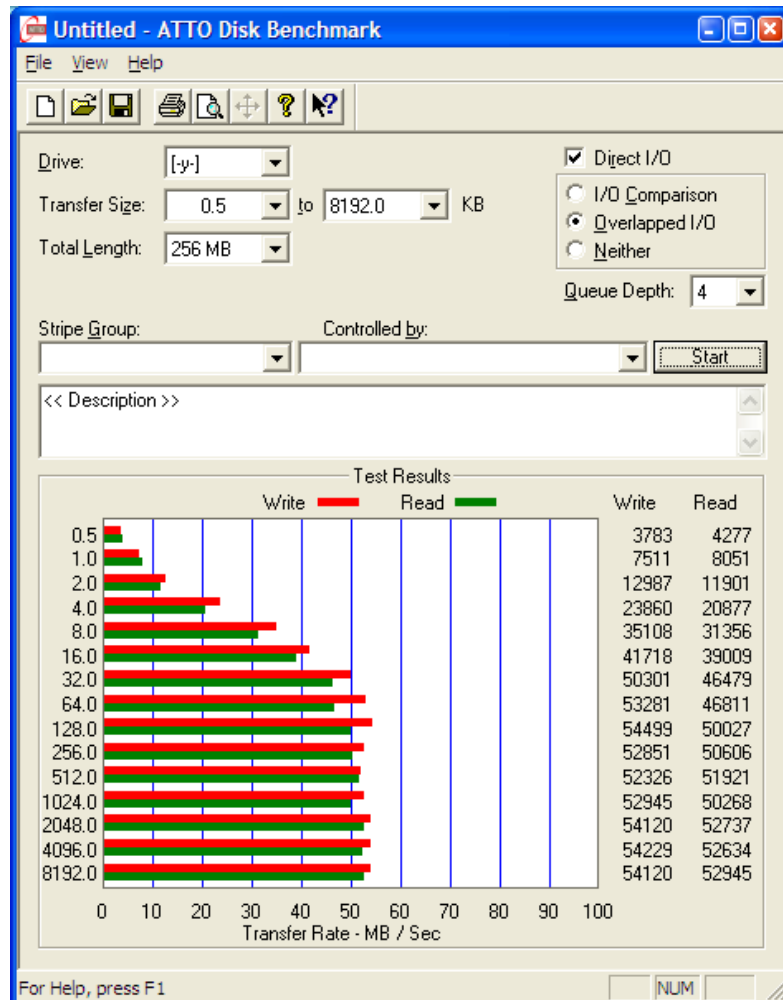 Untitled - ATTO Disk Benchmark
File View Help
Drive: [-y-] Direct I/O
Transfer Size: 0.5 to 8192.0 KB I/O Comparison
Overlapped I/O
Total Length: 256 MB Neither
Queue Depth: 4
Stripe Group: Controlled by:
Start
<< Description >>
Test Results
Write Read Write Read
0.5 3783 4277
1.0 7511 8051
2.0 12987 11901
4.0 23860 20877
8.0 35108 31356
16.0 41718 39009
32.0 50301 46479
64.0 53281 46811
128.0 54499 50027
256.0 52851 50606
512.0 52326 51921
1024.0 52945 50268
2048.0 54120 52737
4096.0 54229 52634
8192.0 54120 52945
0 10 20 30 40 50 60 70 80 90 100
Transfer Rate - MB / Sec
For Help, press F1 NUM